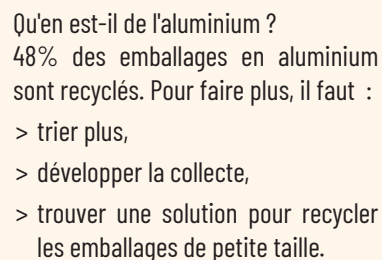 Qu'en est-il de l'aluminium ?
48% des emballages en aluminium
sont recyclés. Pour faire plus, il faut :
> trier plus,
> développer la collecte,
> trouver une solution pour recycler
les emballages de petite taille.